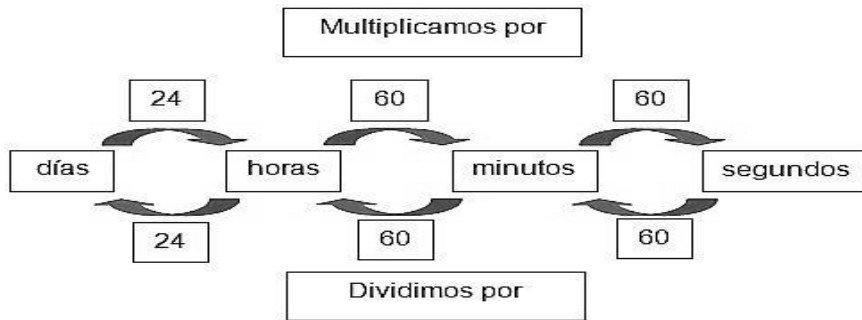 Multiplicamos por
24 60 60
días horas minutos segundos
24 60 60
Dividimos por